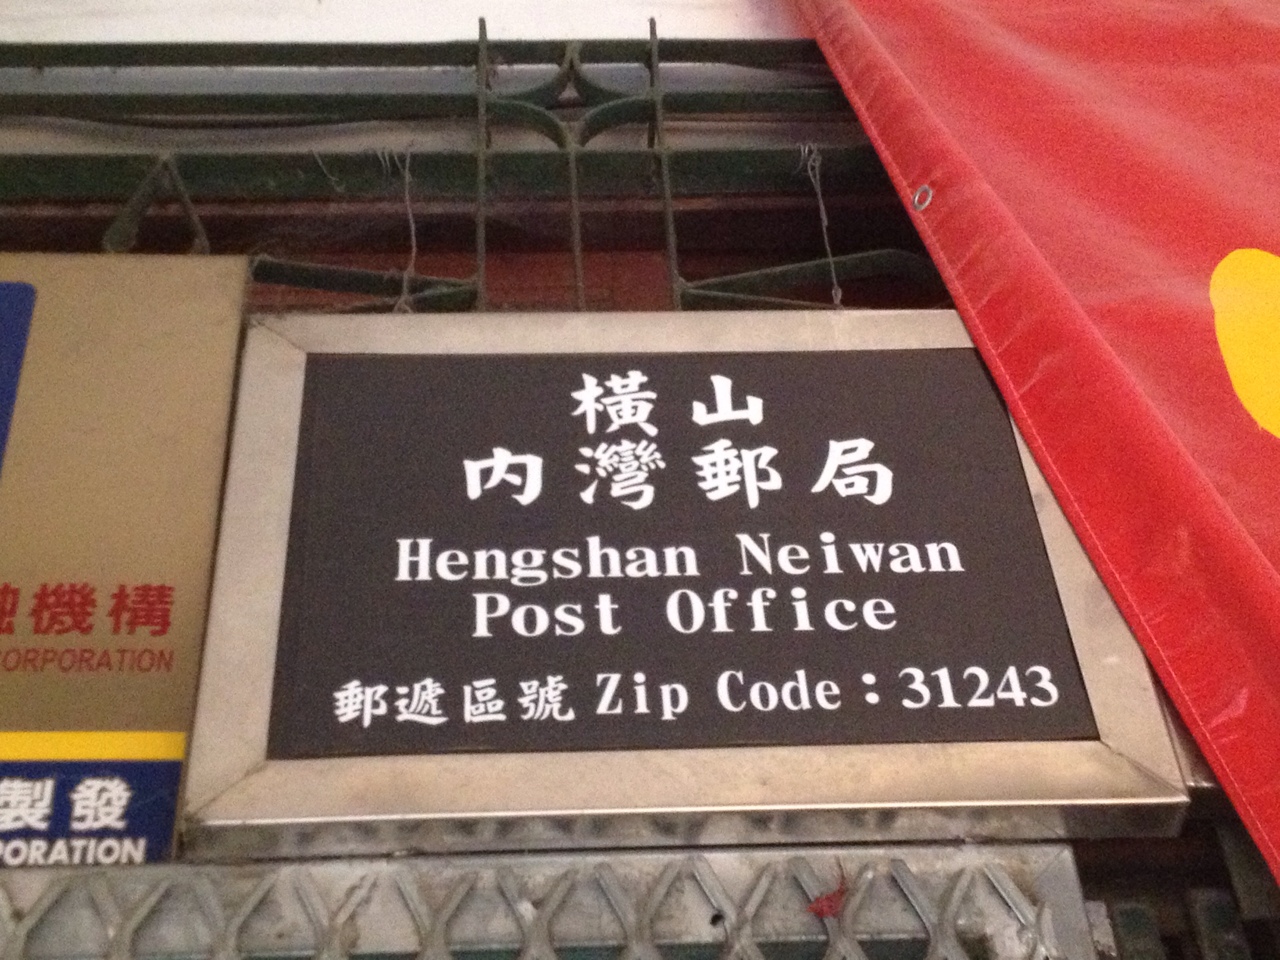 橫山
內灣郵局
Hengshan Neiwan
Post Office
郵遞區號 Zip Code：31243
機構
CORPORATION
製發
PORATION